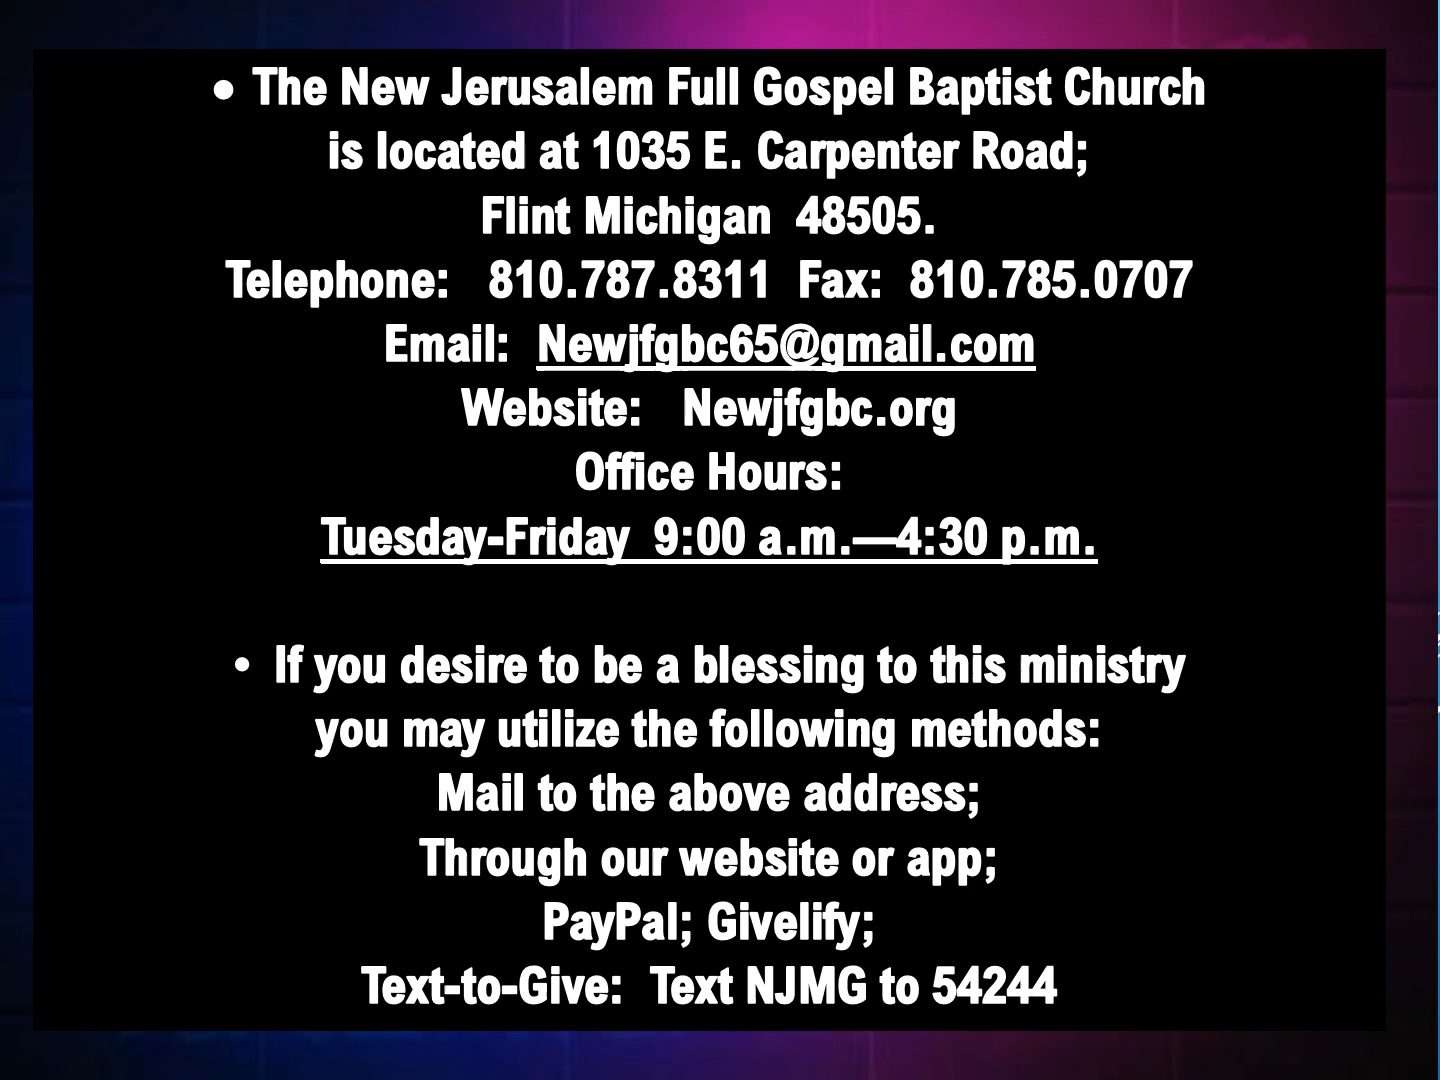 • The New Jerusalem Full Gospel Baptist Church
is located at 1035 E. Carpenter Road;
Flint Michigan 48505.
Telephone: 810.787.8311 Fax: 810.785.0707
Email: Newjfgbc65@gmail.com
Website: Newjfgbc.org
Office Hours:
Tuesday-Friday 9:00 a.m.—4:30 p.m.
• If you desire to be a blessing to this ministry
you may utilize the following methods:
Mail to the above address;
Through our website or app;
PayPal; Givelify;
Text-to-Give: Text NJMG to 54244